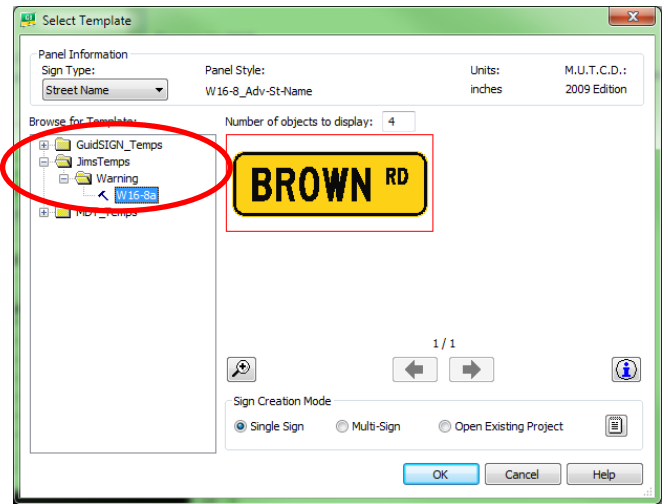 Select Template
Panel Information
Sign Type:
Panel Style:
Units:
M.U.T.C.D.:
Street Name
W16-8_Adv-St-Name
inches
2009 Edition
Browse for Template:
Number of objects to display: 4
GuidSIGN_Temps
JimsTemps
Warning
W16-8a
MDT_Temps
BROWN RD
1 / 1
Sign Creation Mode
Single Sign
Multi-Sign
Open Existing Project
OK
Cancel
Help